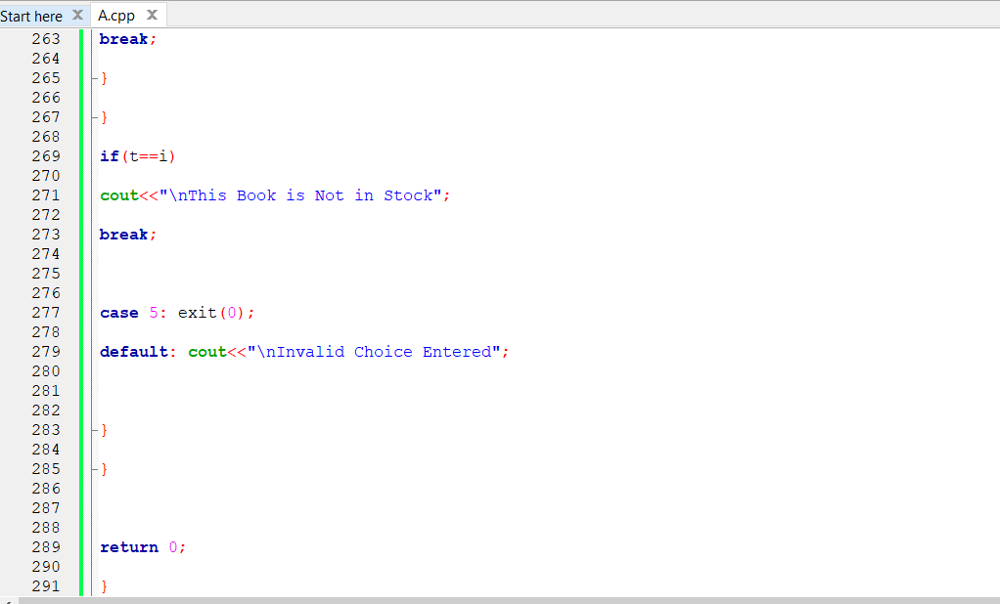 Start here X A.cpp X
263 break;
264
265 }
266
267 }
268
269 if(t==i)
270
271 cout<<"\nThis Book is Not in Stock";
272
273 break;
274
275
276
277 case 5: exit(0);
278
279 default: cout<<"\nInvalid Choice Entered";
280
281
282
283 }
284
285 }
286
287
288
289 return 0;
290
291 }